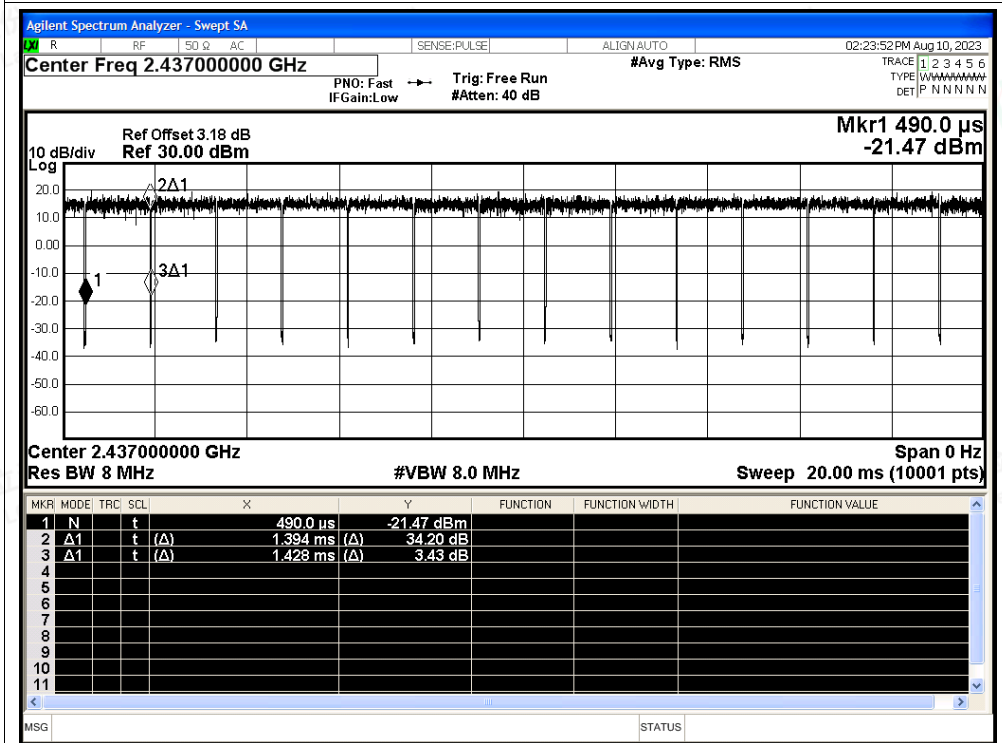 Agilent Spectrum Analyzer - Swept SA
LXI R RF 50 Ω AC SENSE:PULSE ALIGN AUTO 02:23:52 PM Aug 10, 2023
Center Freq 2.437000000 GHz #Avg Type: RMS TRACE 1 2 3 4 5 6
PNO: Fast Trig: Free Run TYPE
IFGain:Low #Atten: 40 dB DET P N N N N N
Mkr1 490.0 µs
Ref Offset 3.18 dB
10 dB/div Ref 30.00 dBm -21.47 dBm
Log
20.0 2Δ1
10.0
0.00
-10.0 1 3Δ1
-20.0
-30.0
-40.0
-50.0
-60.0
Center 2.437000000 GHz Span 0 Hz
Res BW 8 MHz #VBW 8.0 MHz Sweep 20.00 ms (10001 pts)
MKR MODE TRC SCL X Y FUNCTION FUNCTION WIDTH FUNCTION VALUE
1 N t 490.0 µs -21.47 dBm
2 Δ1 t (Δ) 1.394 ms (Δ) 34.20 dB
3 Δ1 t (Δ) 1.428 ms (Δ) 3.43 dB
4
5
6
7
8
9
10
11
MSG STATUS